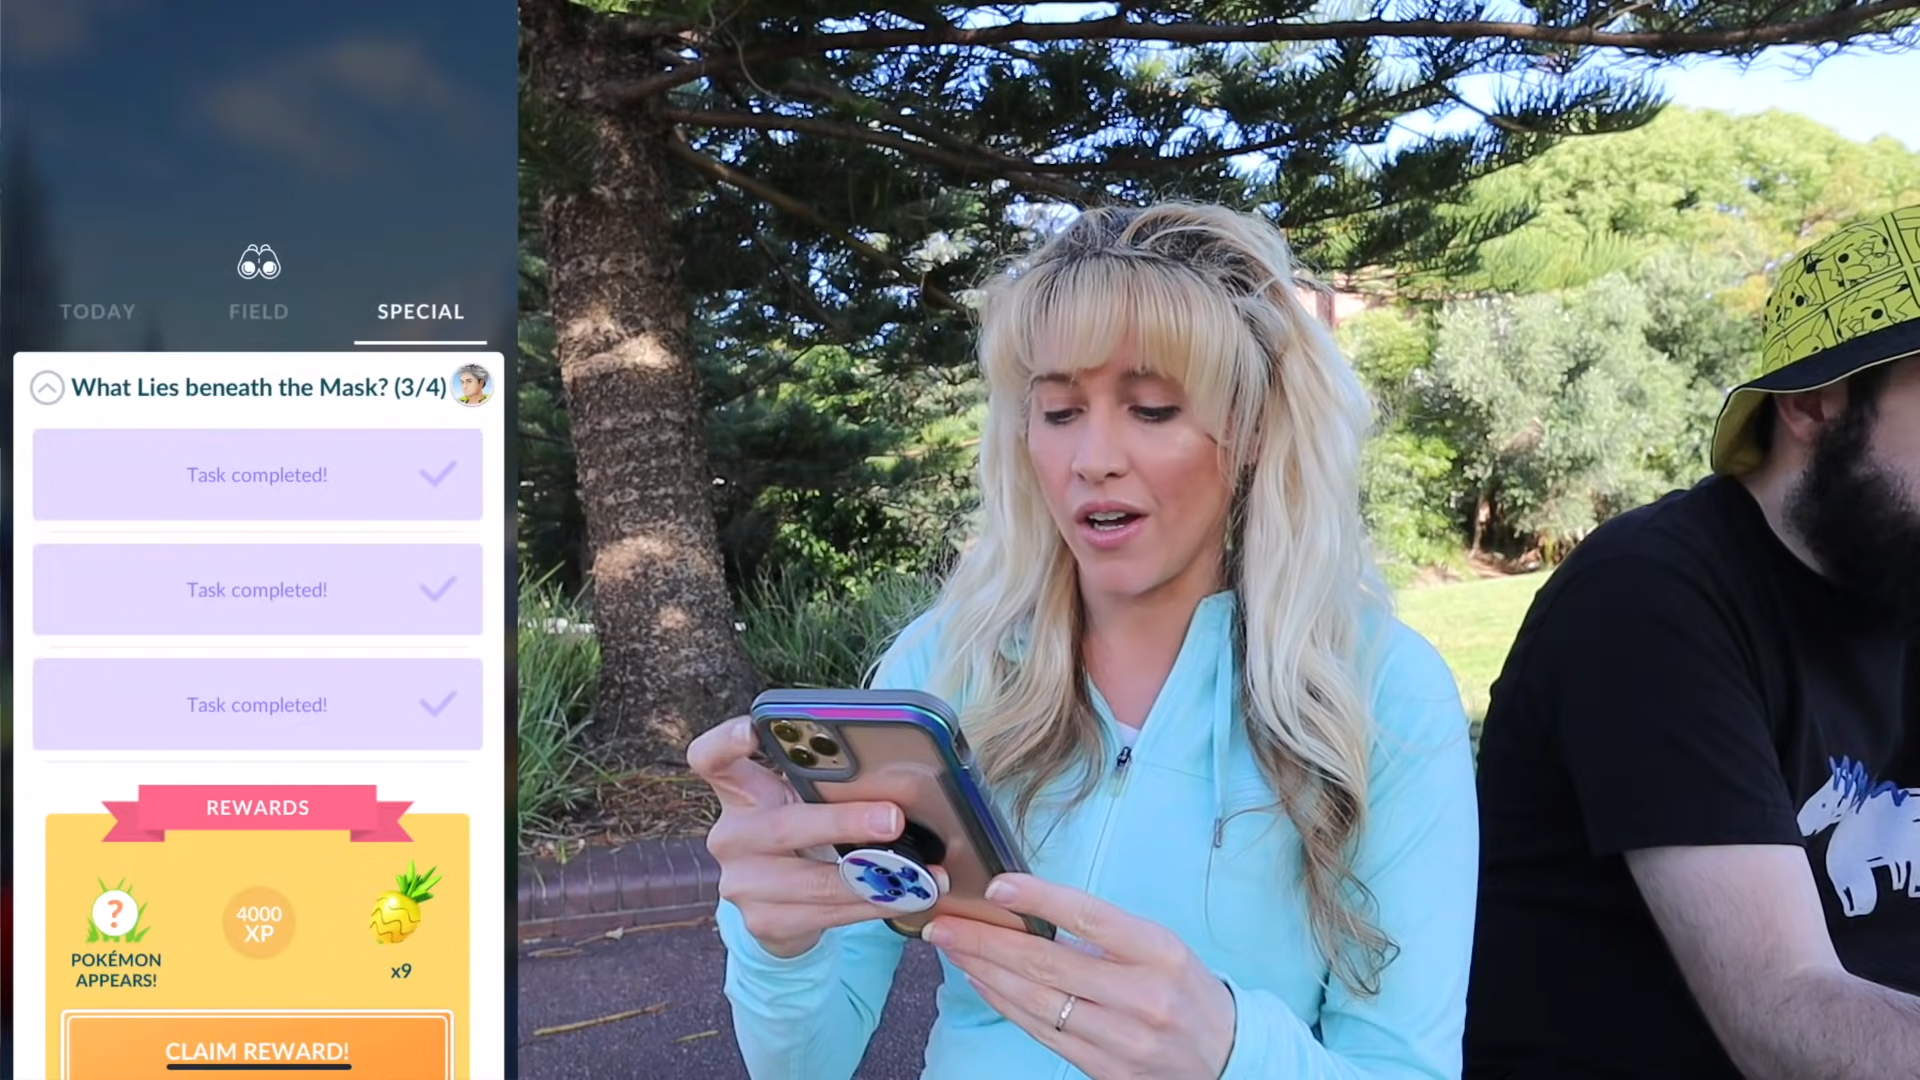 TODAY
FIELD
SPECIAL
What Lies beneath the Mask? (3/4)
Task completed!
Task completed!
Task completed!
REWARDS
?
4000
XP
POKÉMON
APPEARS!
x9
CLAIM REWARD!